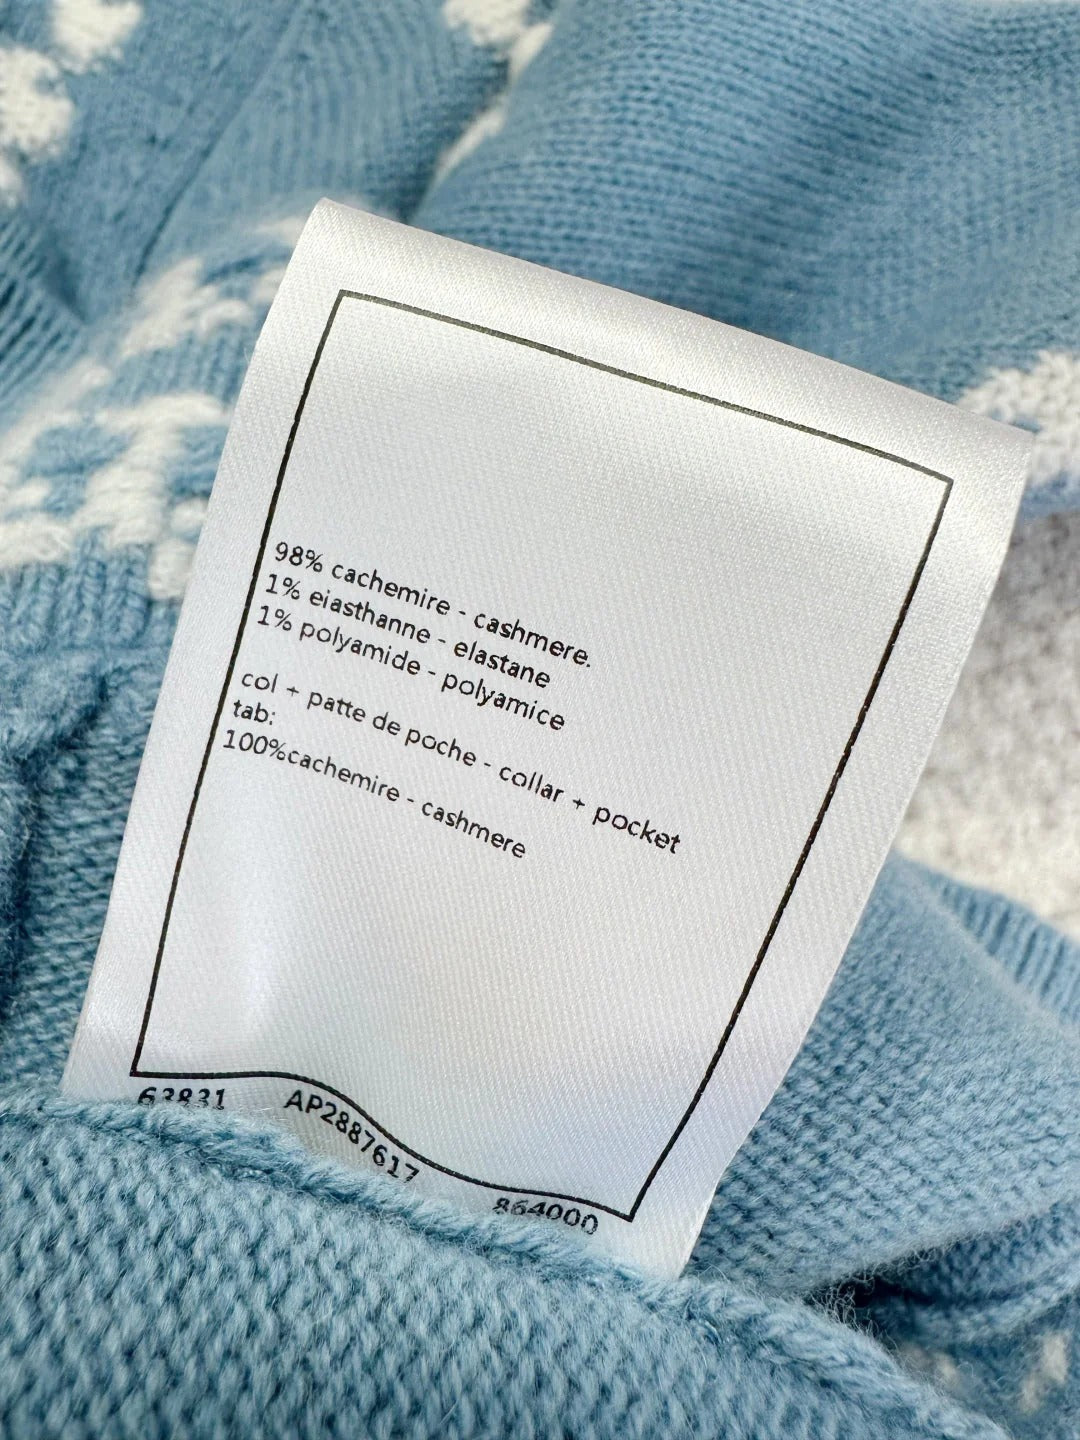 98% cachemire - cashmere.
1% eiasthanne - elastane
1% polyamide - polyamice
col + patte de poche - collar + pocket
tab:
100%cachemire - cashmere
63831 AP2887617 864000